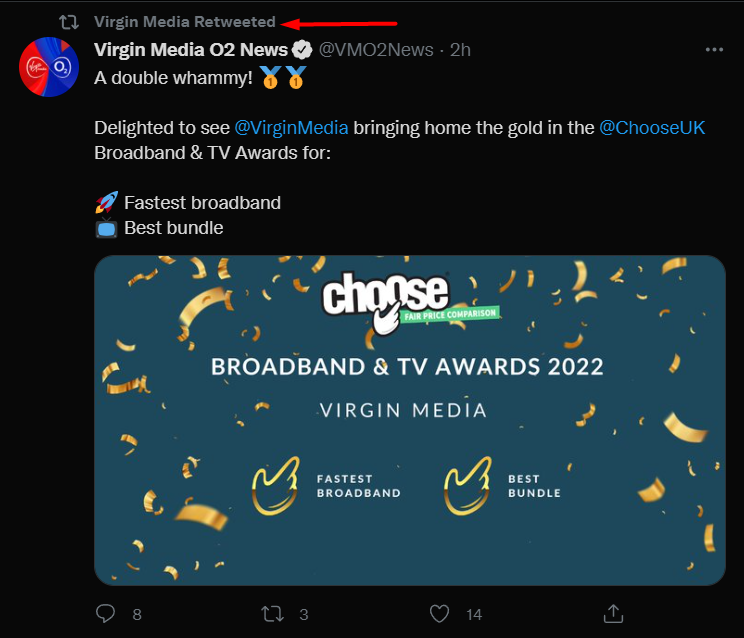 Virgin Media Retweeted
Virgin Media O2 News @VMO2News · 2h
A double whammy! 🥇🥇
Delighted to see @VirginMedia bringing home the gold in the @ChooseUK
Broadband & TV Awards for:
🚀 Fastest broadband
📺 Best bundle
choose
FAIR PRICE COMPARISON
BROADBAND & TV AWARDS 2022
VIRGIN MEDIA
FASTEST
BROADBAND
BEST
BUNDLE
8
3
14